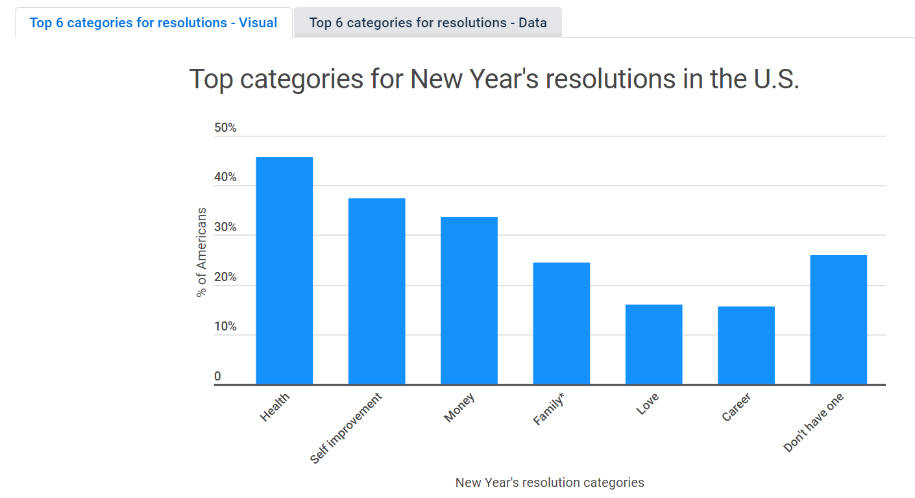 Top 6 categories for resolutions - Visual
Top 6 categories for resolutions - Data
Top categories for New Year's resolutions in the U.S.
50%
40%
30%
20%
10%
0
% of Americans
Health
Self improvement
Money
Family*
Love
Career
Don't have one
New Year's resolution categories